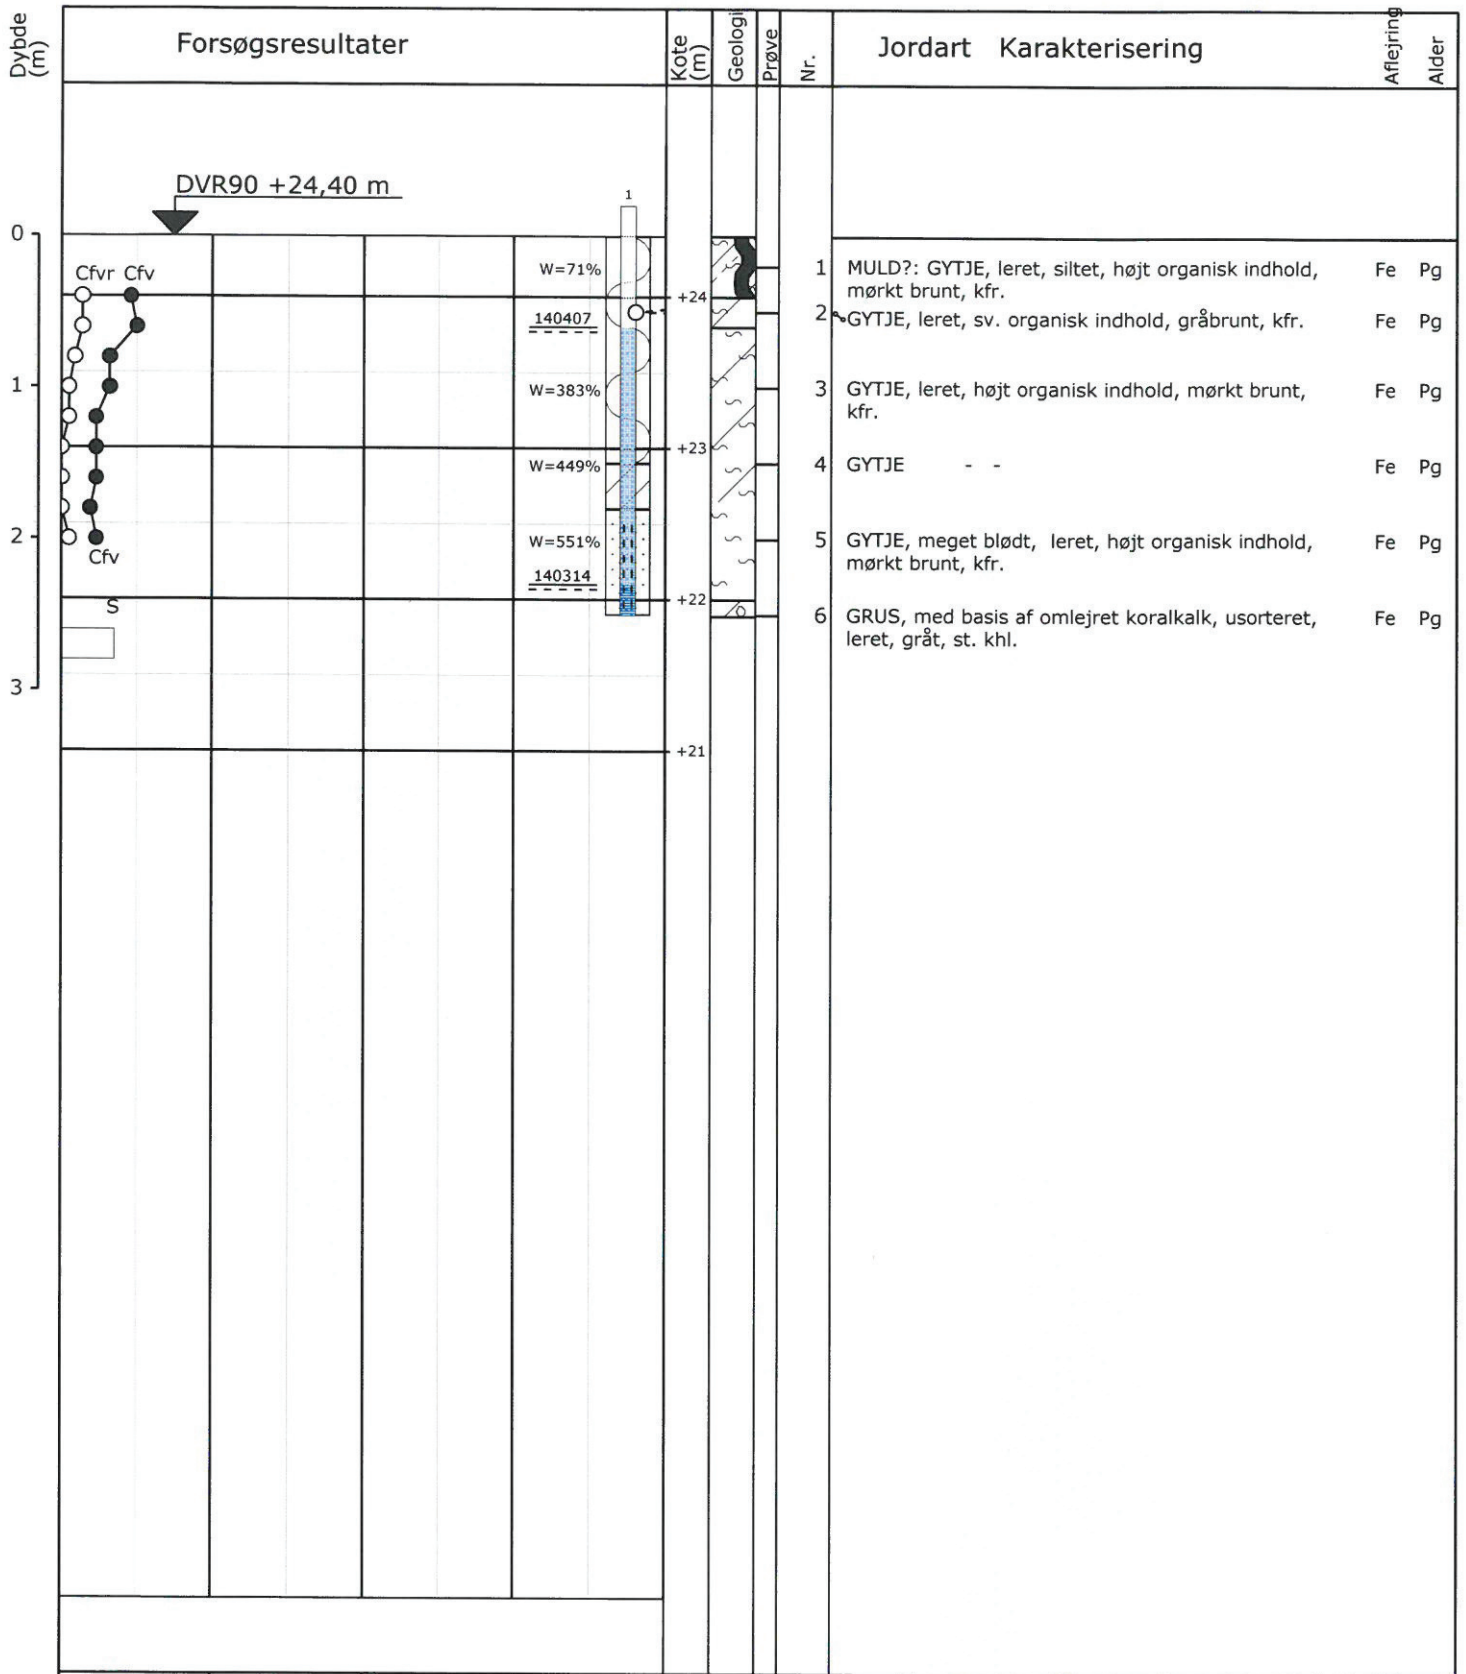 Dybde
(m)
Forsøgsresultater
Kote
(m)
Geologi
Prøve
Nr.
Jordart Karakterisering
Aflejring
Alder
DVR90 +24,40 m
1
0
Cfvr Cfv
W=71%
1 MULD?: GYTJE, leret, siltet, højt organisk indhold, Fe Pg
mørkt brunt, kfr.
+24
140407
2 GYTJE, leret, sv. organisk indhold, gråbrunt, kfr. Fe Pg
1
W=383%
3 GYTJE, leret, højt organisk indhold, mørkt brunt, Fe Pg
kfr.
+23
W=449%
4 GYTJE - - Fe Pg
2
Cfv
W=551%
5 GYTJE, meget blødt, leret, højt organisk indhold, Fe Pg
mørkt brunt, kfr.
140314
+22
S
6 GRUS, med basis af omlejret koralkalk, usorteret, Fe Pg
leret, gråt, st. khl.
3
+21